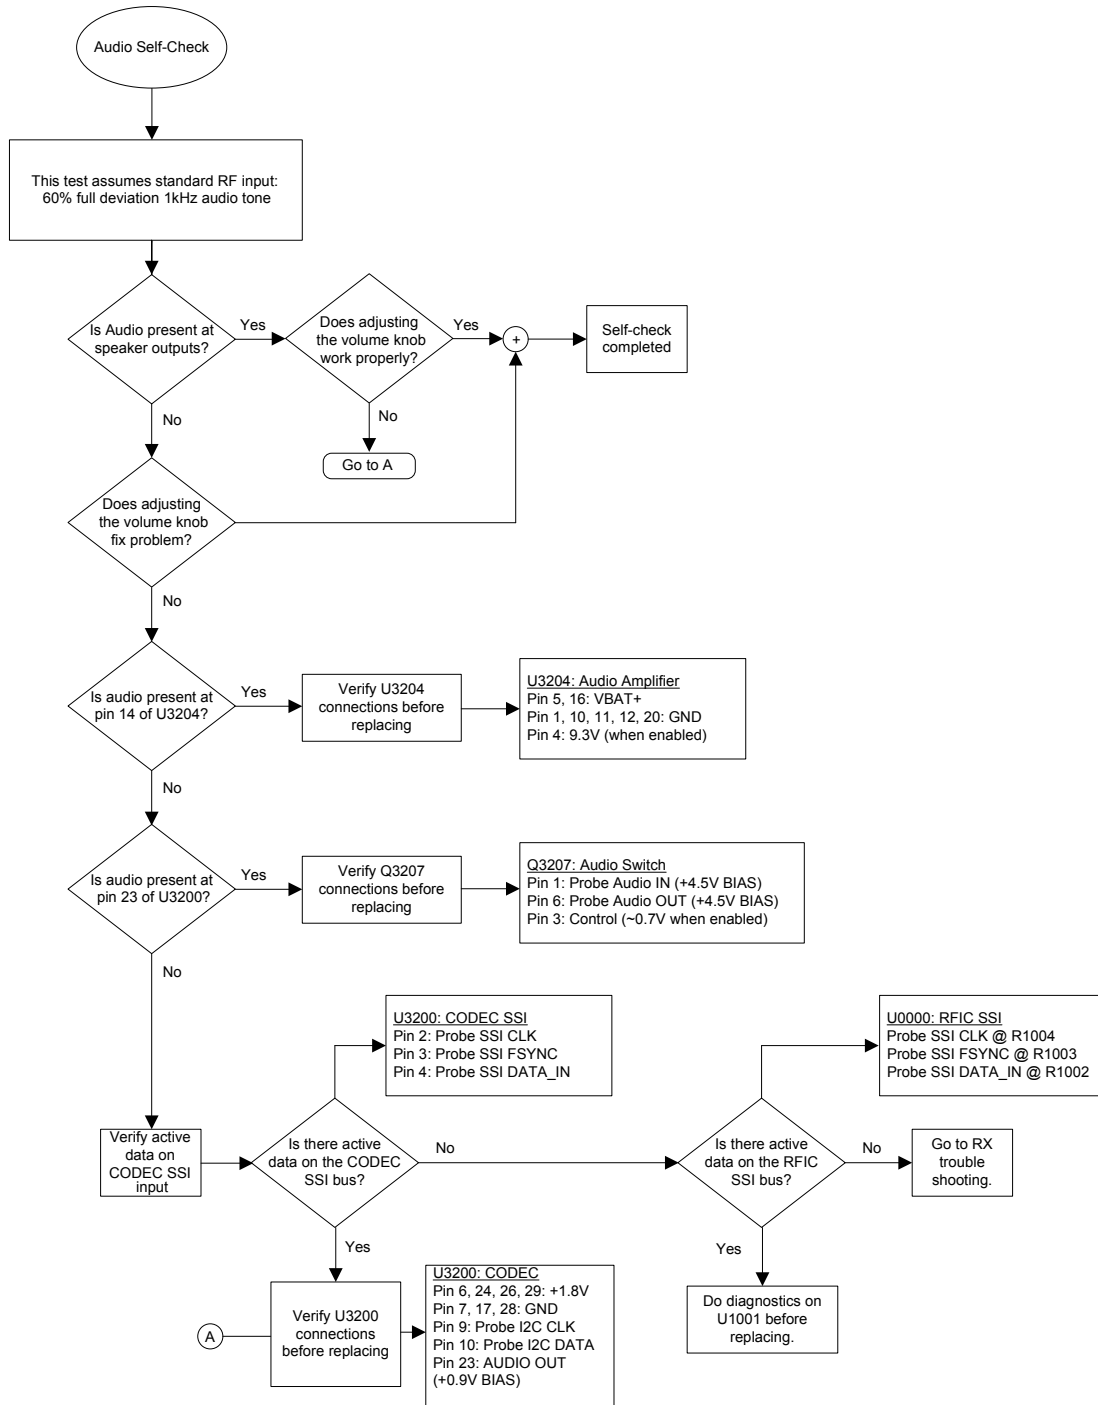 Audio Self-Check
This test assumes standard RF input:
60% full deviation 1kHz audio tone
Is Audio present at
speaker outputs?
Yes
Does adjusting
the volume knob
work properly?
Yes
+
Self-check
completed
No
No
Go to A
Does adjusting
the volume knob
fix problem?
No
Is audio present at
pin 14 of U3204?
Yes
Verify U3204
connections before
replacing
U3204: Audio Amplifier
Pin 5, 16: VBAT+
Pin 1, 10, 11, 12, 20: GND
Pin 4: 9.3V (when enabled)
No
Is audio present at
pin 23 of U3200?
Yes
Verify Q3207
connections before
replacing
Q3207: Audio Switch
Pin 1: Probe Audio IN (+4.5V BIAS)
Pin 6: Probe Audio OUT (+4.5V BIAS)
Pin 3: Control (~0.7V when enabled)
No
U3200: CODEC SSI
Pin 2: Probe SSI CLK
Pin 3: Probe SSI FSYNC
Pin 4: Probe SSI DATA_IN
U0000: RFIC SSI
Probe SSI CLK @ R1004
Probe SSI FSYNC @ R1003
Probe SSI DATA_IN @ R1002
Verify active
data on
CODEC SSI
input
Is there active
data on the CODEC
SSI bus?
No
Is there active
data on the RFIC
SSI bus?
No
Go to RX
trouble
shooting.
Yes
Yes
A
Verify U3200
connections
before replacing
U3200: CODEC
Pin 6, 24, 26, 29: +1.8V
Pin 7, 17, 28: GND
Pin 9: Probe I2C CLK
Pin 10: Probe I2C DATA
Pin 23: AUDIO OUT
(+0.9V BIAS)
Do diagnostics on
U1001 before
replacing.